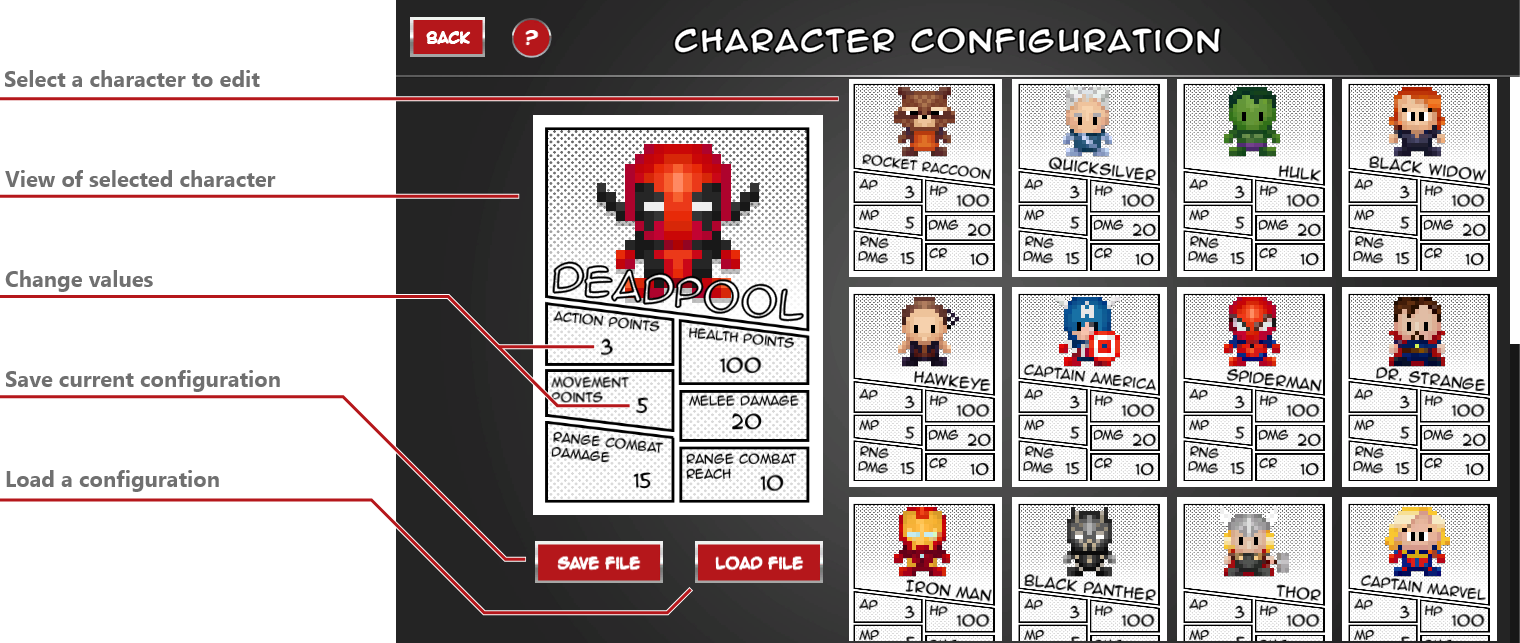 BACK
?
CHARACTER CONFIGURATION
Select a character to edit
View of selected character
Change values
Save current configuration
Load a configuration
DEADPOOL
ACTION POINTS
3
HEALTH POINTS
100
MOVEMENT
POINTS
5
MELEE DAMAGE
20
RANGE COMBAT
DAMAGE
15
RANGE COMBAT
REACH
10
SAVE FILE
LOAD FILE
ROCKET RACCOON
AP 3
HP 100
MP 5
DMG 20
RNG
DMG 15
CR 10
QUICKSILVER
AP 3
HP 100
MP 5
DMG 20
RNG
DMG 15
CR 10
HULK
AP 3
HP 100
MP 5
DMG 20
RNG
DMG 15
CR 10
BLACK WIDOW
AP 3
HP 100
MP 5
DMG 20
RNG
DMG 15
CR 10
HAWKEYE
AP 3
HP 100
MP 5
DMG 20
RNG
DMG 15
CR 10
CAPTAIN AMERICA
AP 3
HP 100
MP 5
DMG 20
RNG
DMG 15
CR 10
SPIDERMAN
AP 3
HP 100
MP 5
DMG 20
RNG
DMG 15
CR 10
DR. STRANGE
AP 3
HP 100
MP 5
DMG 20
RNG
DMG 15
CR 10
IRON MAN
AP 3
HP 100
MP
BLACK PANTHER
AP 3
HP 100
MP
THOR
AP 3
HP 100
MP
CAPTAIN MARVEL
AP 3
HP 100
MP